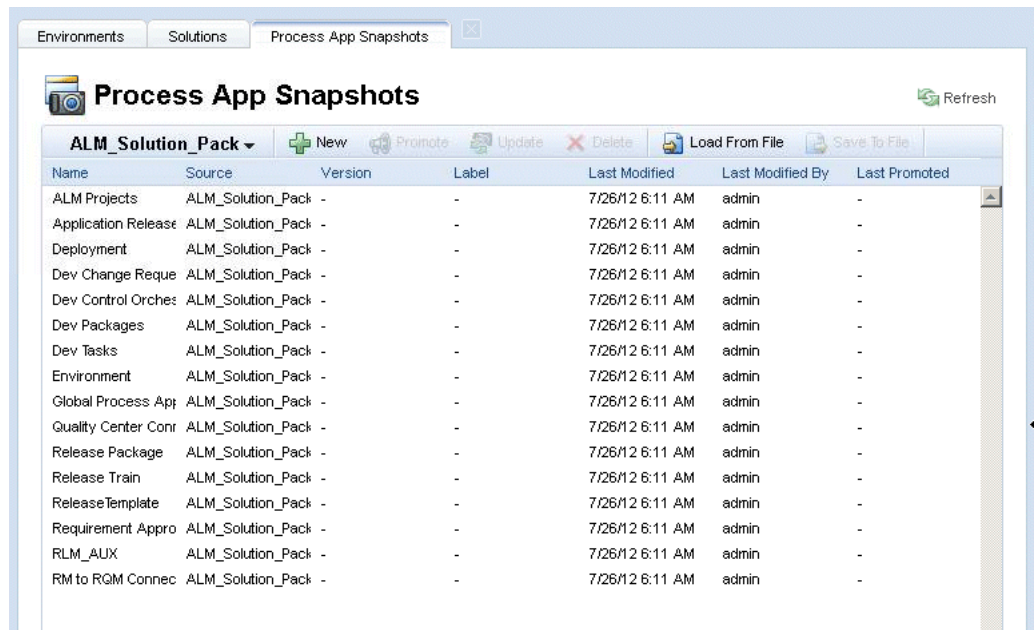 Environments Solutions Process App Snapshots
Process App Snapshots
Refresh
ALM_Solution_Pack New Promote Update Delete Load From File Save To File
Name Source Version Label Last Modified Last Modified By Last Promoted
ALM Projects ALM_Solution_Pack - - 7/26/12 6:11 AM admin -
Application Release ALM_Solution_Pack - - 7/26/12 6:11 AM admin -
Deployment ALM_Solution_Pack - - 7/26/12 6:11 AM admin -
Dev Change Reque ALM_Solution_Pack - - 7/26/12 6:11 AM admin -
Dev Control Orches ALM_Solution_Pack - - 7/26/12 6:11 AM admin -
Dev Packages ALM_Solution_Pack - - 7/26/12 6:11 AM admin -
Dev Tasks ALM_Solution_Pack - - 7/26/12 6:11 AM admin -
Environment ALM_Solution_Pack - - 7/26/12 6:11 AM admin -
Global Process App ALM_Solution_Pack - - 7/26/12 6:11 AM admin -
Quality Center Conn ALM_Solution_Pack - - 7/26/12 6:11 AM admin -
Release Package ALM_Solution_Pack - - 7/26/12 6:11 AM admin -
Release Train ALM_Solution_Pack - - 7/26/12 6:11 AM admin -
ReleaseTemplate ALM_Solution_Pack - - 7/26/12 6:11 AM admin -
Requirement Appro ALM_Solution_Pack - - 7/26/12 6:11 AM admin -
RLM_AUX ALM_Solution_Pack - - 7/26/12 6:11 AM admin -
RM to RQM Connec ALM_Solution_Pack - - 7/26/12 6:11 AM admin -